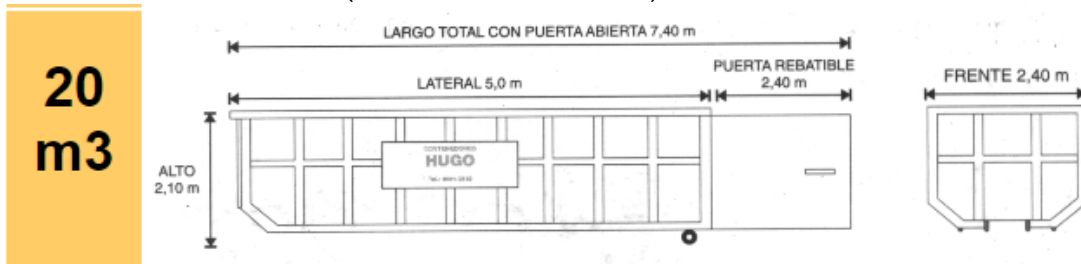 20
m3
LARGO TOTAL CON PUERTA ABIERTA 7,40 m
LATERAL 5,0 m
PUERTA REBATIBLE
2,40 m
FRENTE 2,40 m
ALTO
2,10 m
CONTENEDORES
HUGO